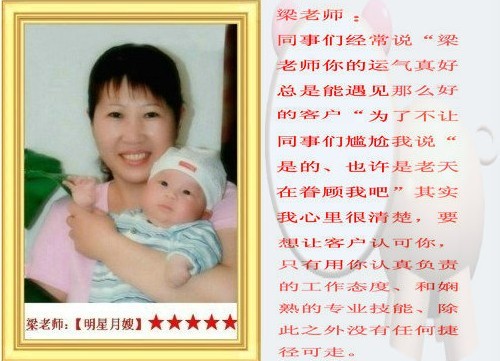 梁老师：【明星月嫂】★★★★★
梁老师：
同事们经常说“梁
老师你的运气真好
总是能遇见那么好
的客户“为了不让
同事们尴尬我说“
是的、也许是老天
在眷顾我吧”其实
我心里很清楚，要
想让客户认可你，
只有用你认真负责
的工作态度、和娴
熟的专业技能、除
此之外没有任何捷
径可走。